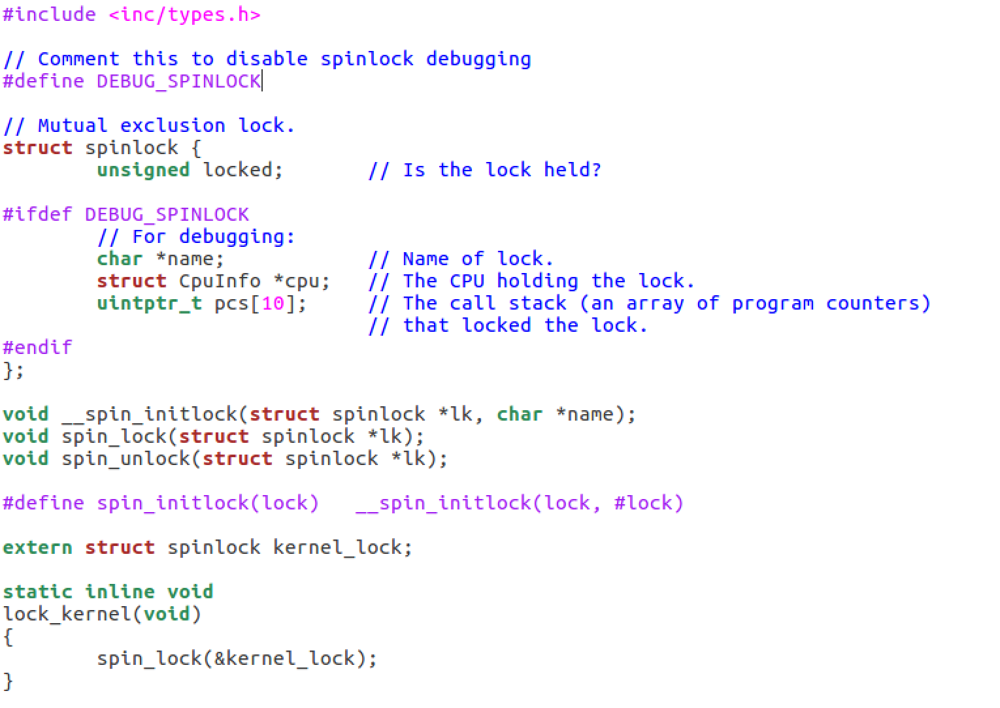 #include <inc/types.h>
// Comment this to disable spinlock debugging
#define DEBUG_SPINLOCK
// Mutual exclusion lock.
struct spinlock {
        unsigned locked;       // Is the lock held?
#ifdef DEBUG_SPINLOCK
        // For debugging:
        char *name;            // Name of lock.
        struct CpuInfo *cpu;   // The CPU holding the lock.
        uintptr_t pcs[10];     // The call stack (an array of program counters)
                               // that locked the lock.
#endif
};
void __spin_initlock(struct spinlock *lk, char *name);
void spin_lock(struct spinlock *lk);
void spin_unlock(struct spinlock *lk);
#define spin_initlock(lock)   __spin_initlock(lock, #lock)
extern struct spinlock kernel_lock;
static inline void
lock_kernel(void)
{
        spin_lock(&kernel_lock);
}